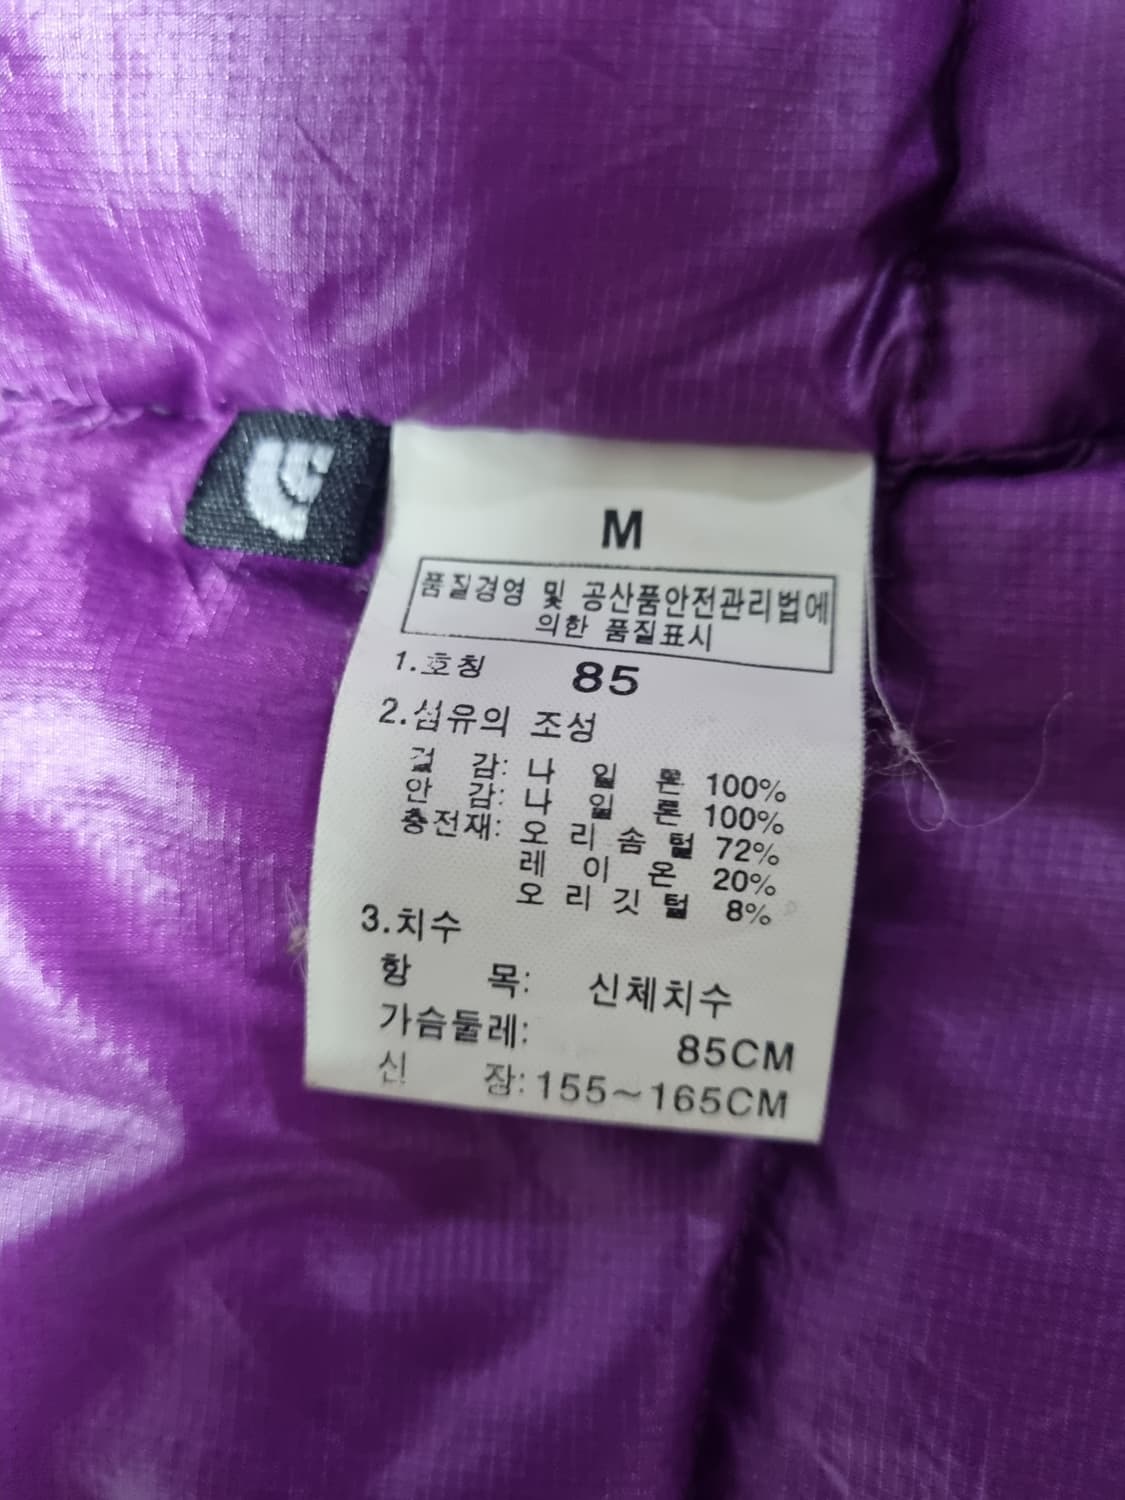 M
품질경영 및 공산품안전관리법에
의한 품질표시
1.호칭 85
2.섬유의 조성
겉 감: 나 일 론 100%
안 감: 나 일 론 100%
충전재: 오 리 솜 털 72%
레 이 온 20%
오 리 깃 털 8%
3.치수
항 목: 신체치수
가슴둘레: 85CM
신 장: 155~165CM